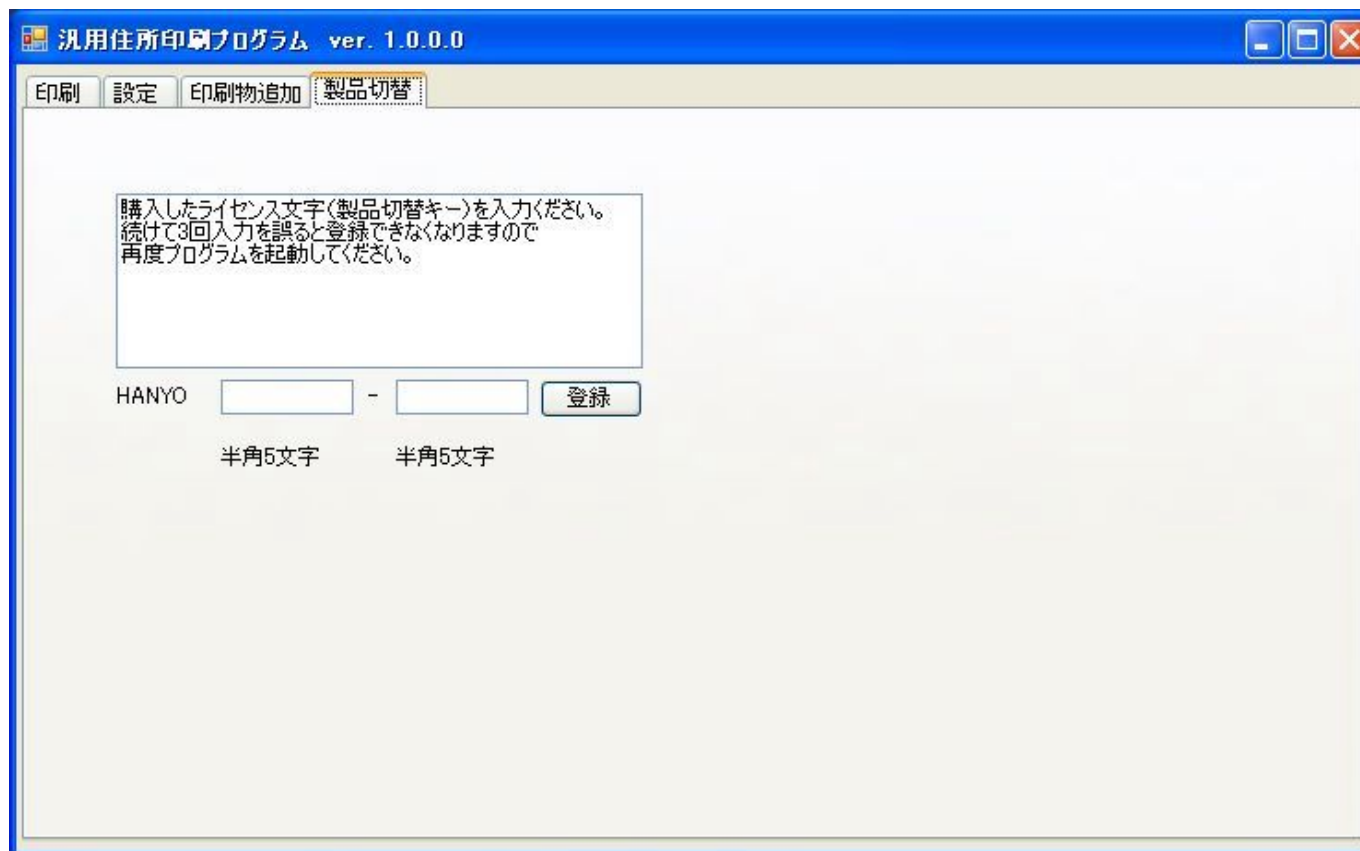 汎用住所印刷プログラム ver. 1.0.0.0
印刷 設定 印刷物追加 製品切替
購入したライセンス文字(製品切替キー)を入力ください。
続けて3回入力を誤ると登録できなくなりますので
再度プログラムを起動してください。
HANYO - 登録
半角5文字 半角5文字